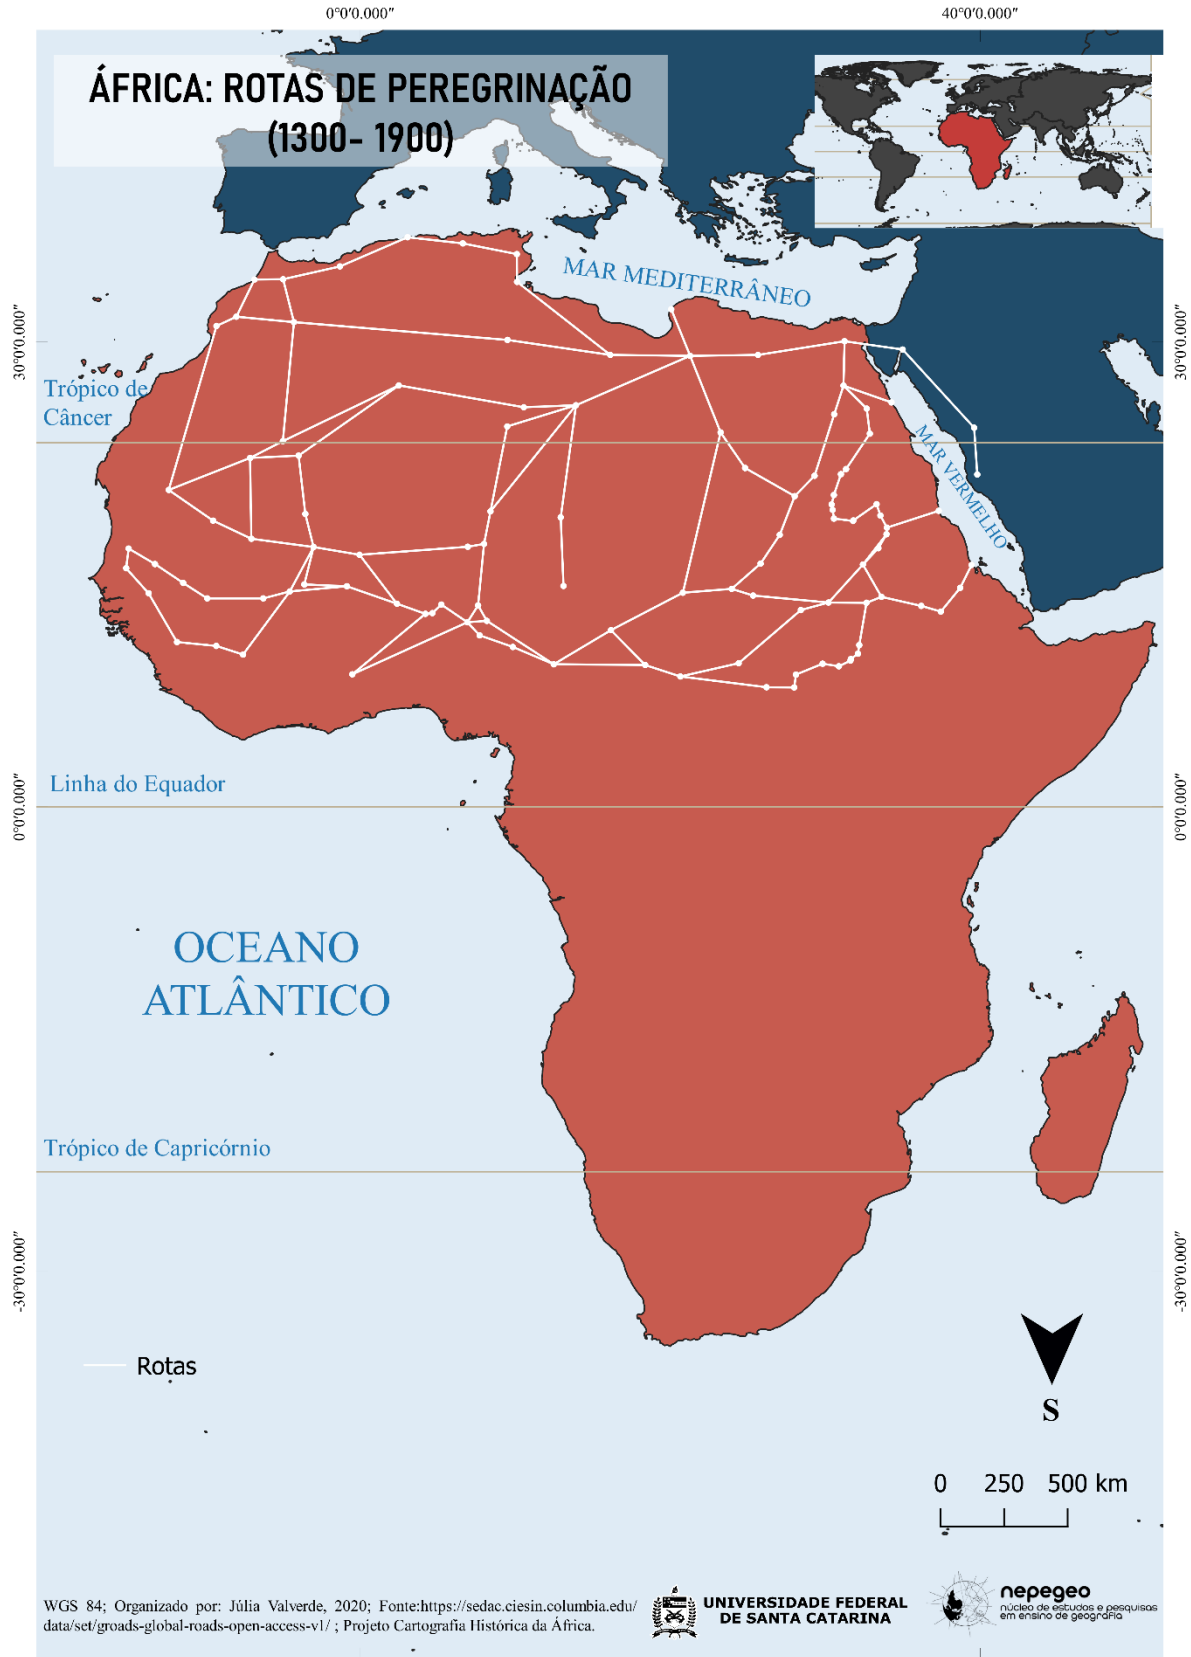 0°0′0.000″
40°0′0.000″
ÁFRICA: ROTAS DE PEREGRINAÇÃO
(1300- 1900)
MAR MEDITERRÂNEO
30°0′0.000″
30°0′0.000″
Trópico de
Câncer
MAR VERMELHO
Linha do Equador
0°0′0.000″
0°0′0.000″
OCEANO
ATLÂNTICO
Trópico de Capricórnio
-30°0′0.000″
-30°0′0.000″
Rotas
S
0 250 500 km
WGS 84; Organizado por: Júlia Valverde, 2020; Fonte:https://sedac.ciesin.columbia.edu/
data/set/groads-global-roads-open-access-v1/ ; Projeto Cartografia Histórica da África.
UNIVERSIDADE FEDERAL
DE SANTA CATARINA
nepegeo
núcleo de estudos e pesquisas
em ensino de geografia